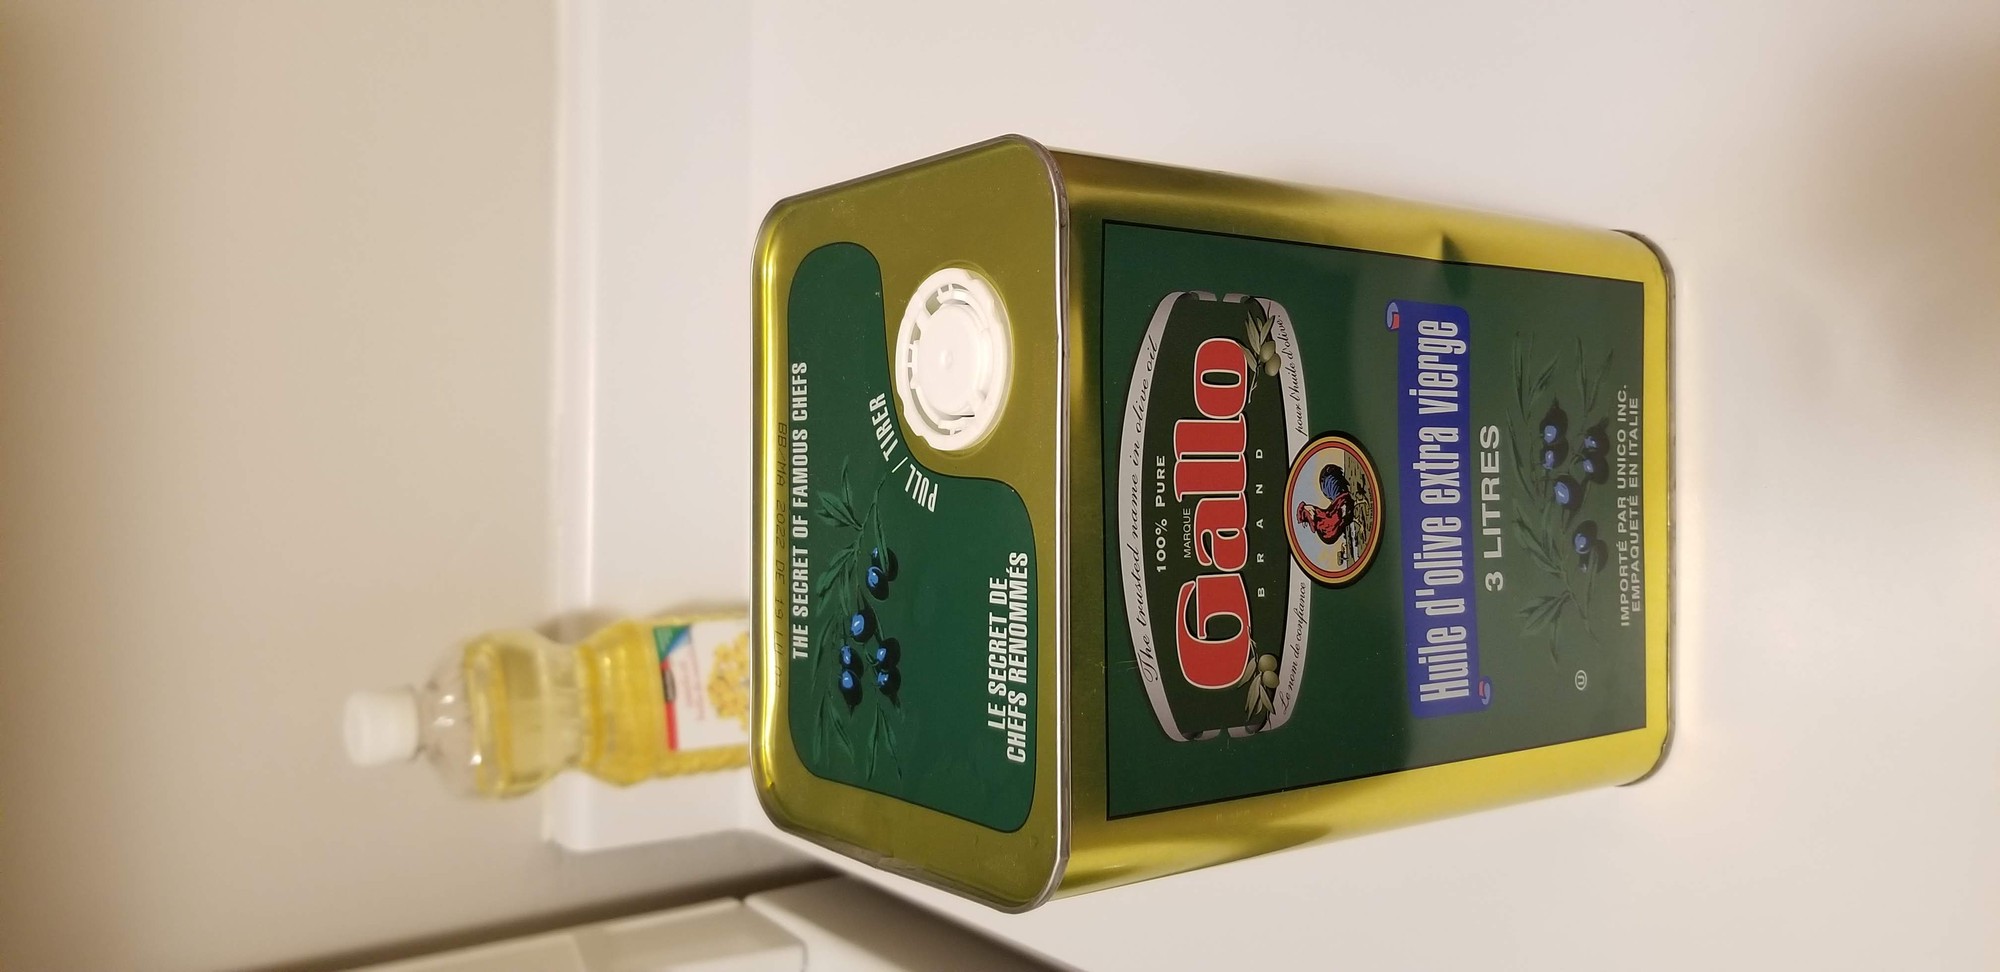 BB/MA 2022 DE 19
THE SECRET OF FAMOUS CHEFS
PULL / TIRER
LE SECRET DE
CHEFS RENOMMÉS
The trusted name in olive oil
100% PURE
MARQUE
Gallo
BRAND
Le nom de confiance pour l'huile d'olive.
Huile d'olive extra vierge
3 LITRES
U
IMPORTÉ PAR UNICO INC.
EMPAQUETÉ EN ITALIE